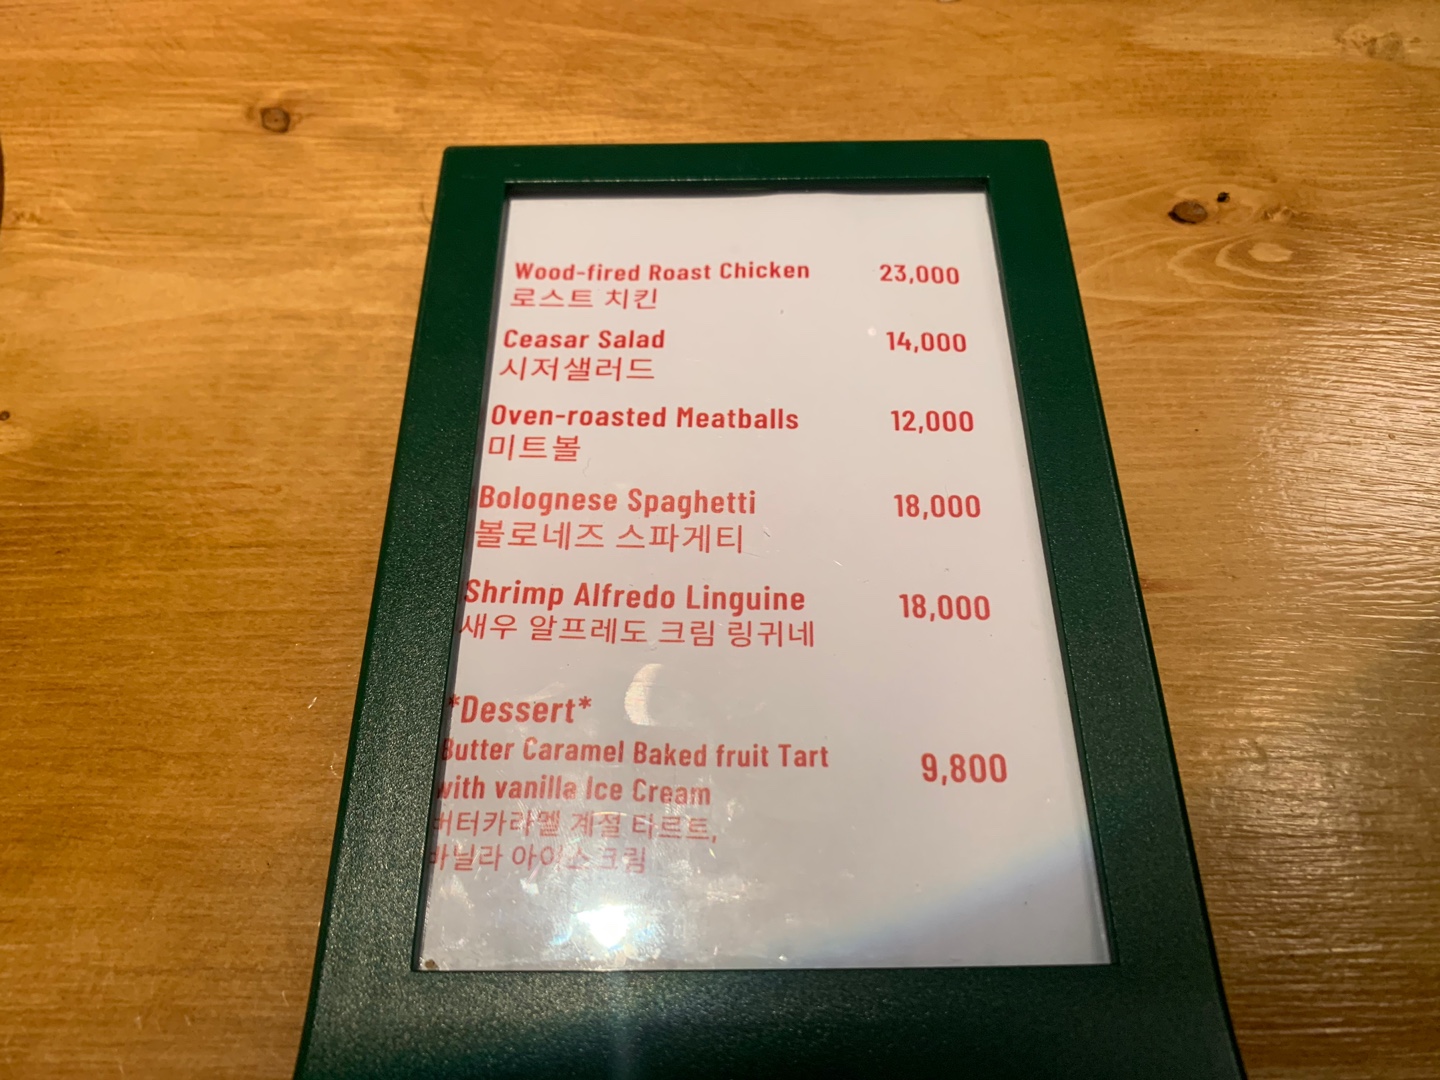 Wood-fired Roast Chicken 23,000
로스트 치킨
Ceasar Salad 14,000
시저샐러드
Oven-roasted Meatballs 12,000
미트볼
Bolognese Spaghetti 18,000
볼로네즈 스파게티
Shrimp Alfredo Linguine 18,000
새우 알프레도 크림 링귀네
*Dessert*
Butter Caramel Baked fruit Tart 9,800
with vanilla Ice Cream
버터카라멜 계절 타르트,
바닐라 아이스크림